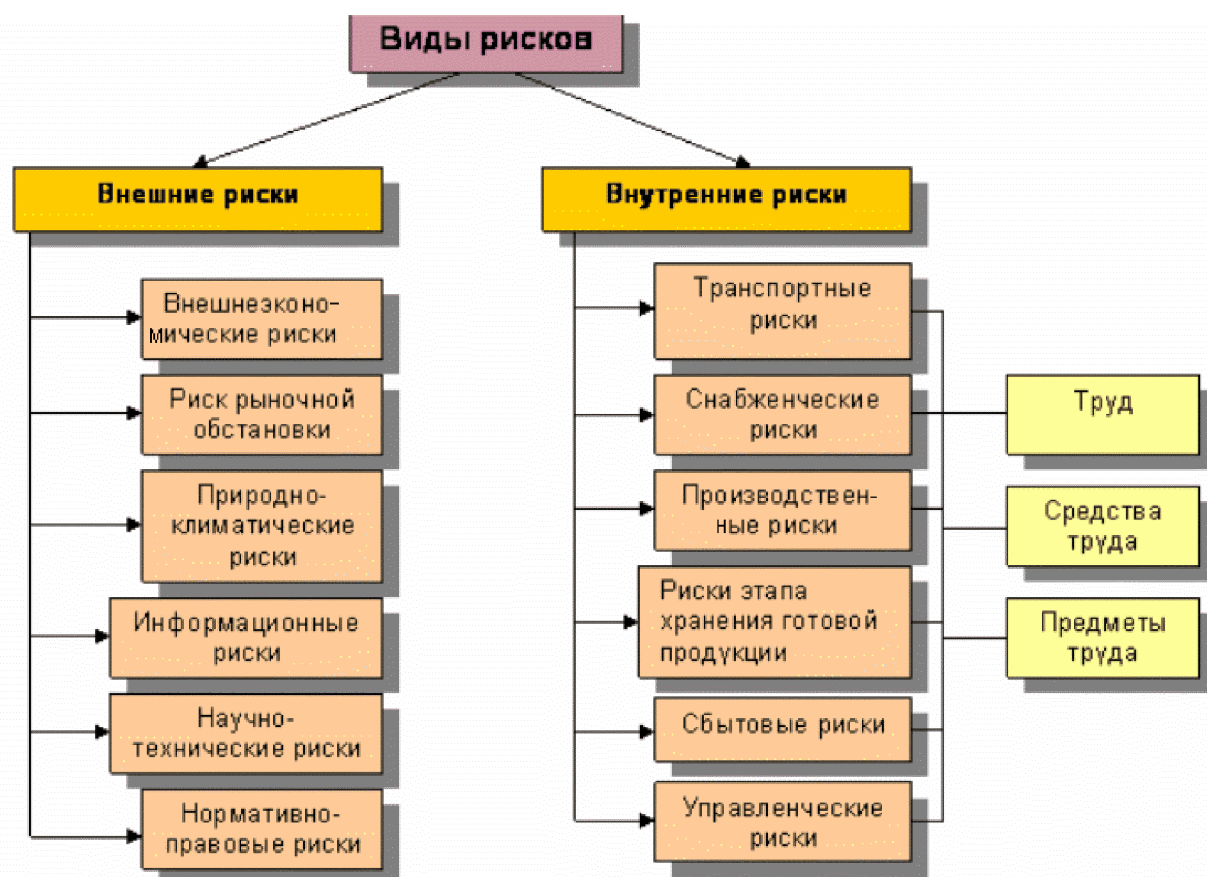 Виды рисков
Внешние риски
Внешнеэконо-
мические риски
Риск рыночной
обстановки
Природно-
климатические
риски
Информационные
риски
Научно-
технические риски
Нормативно-
правовые риски
Внутренние риски
Транспортные
риски
Снабженческие
риски
Производствен-
ные риски
Риски этапа
хранения готовой
продукции
Сбытовые риски
Управленческие
риски
Труд
Средства
труда
Предметы
труда